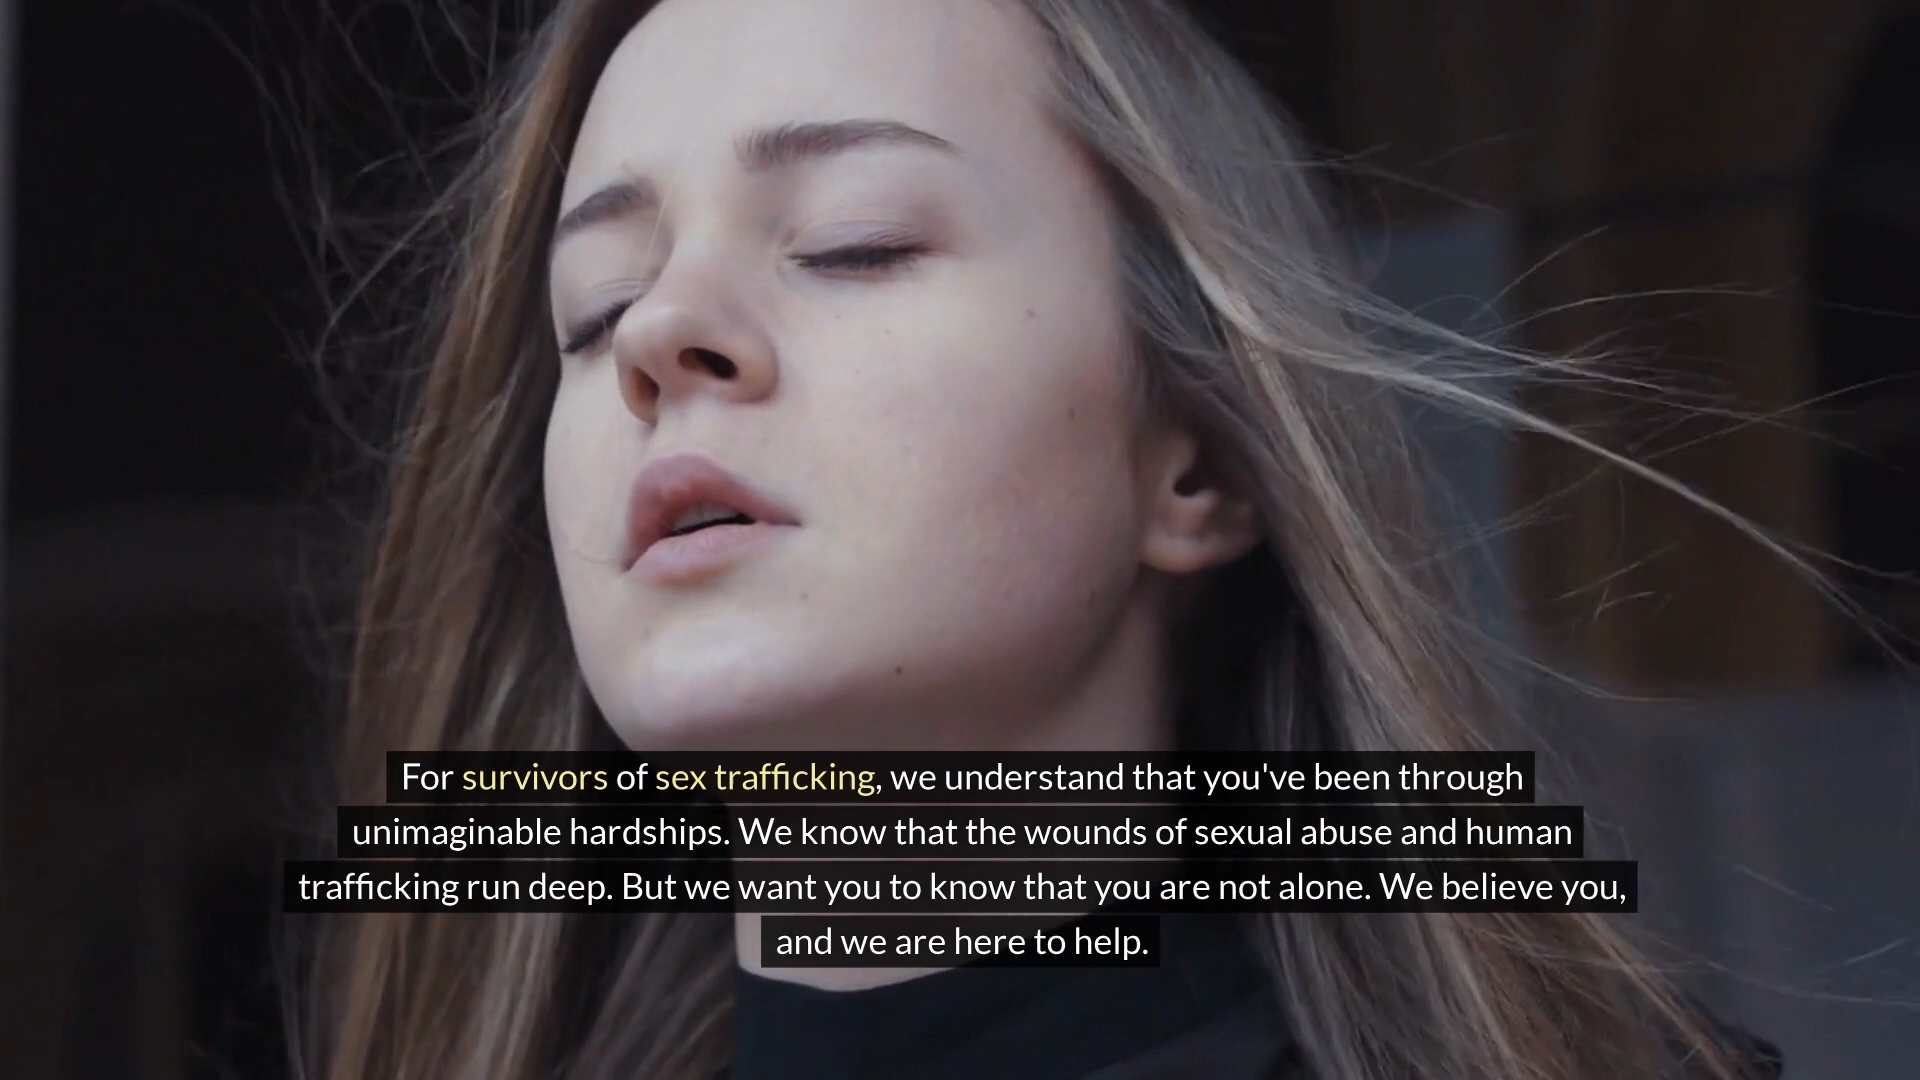 For survivors of sex trafficking, we understand that you've been through
unimaginable hardships. We know that the wounds of sexual abuse and human
trafficking run deep. But we want you to know that you are not alone. We believe you,
and we are here to help.